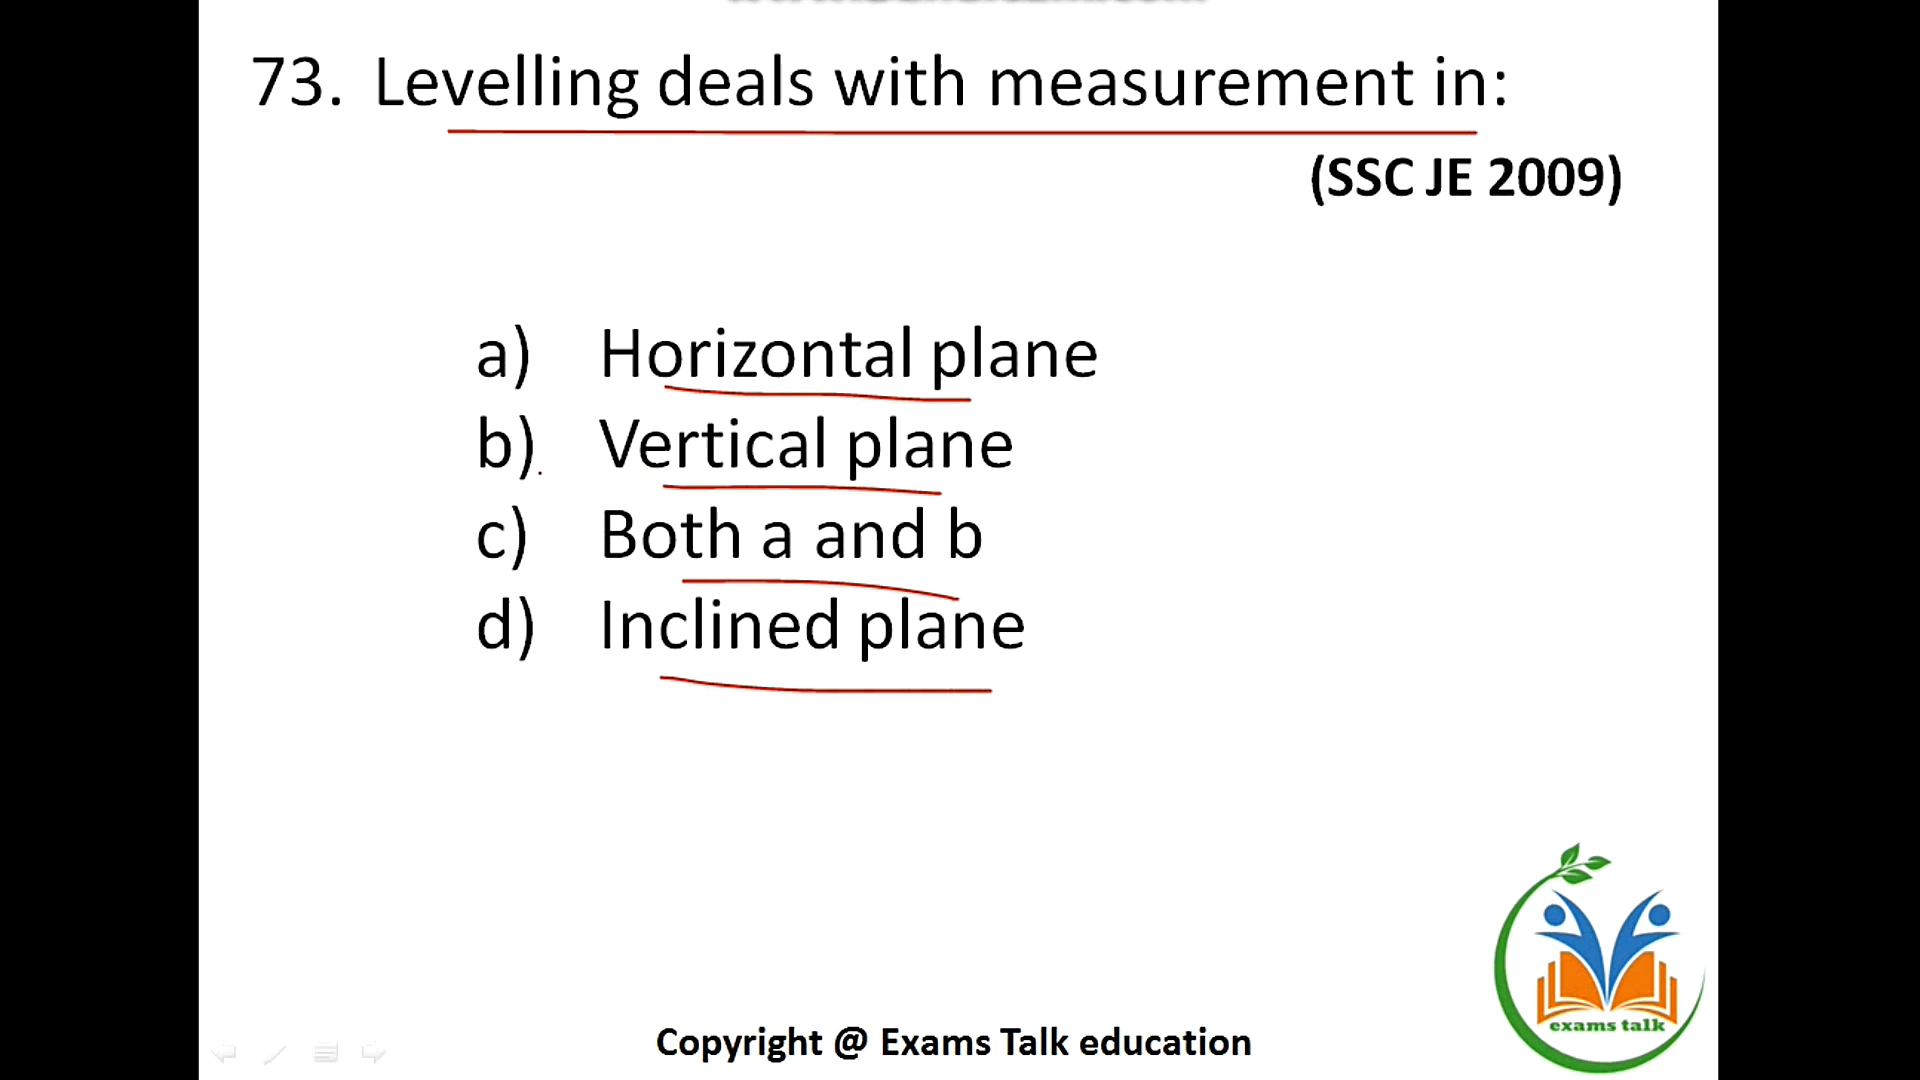 73. Levelling deals with measurement in:
(SSC JE 2009)
a) Horizontal plane
b) Vertical plane
c) Both a and b
d) Inclined plane
exams talk
Copyright @ Exams Talk education